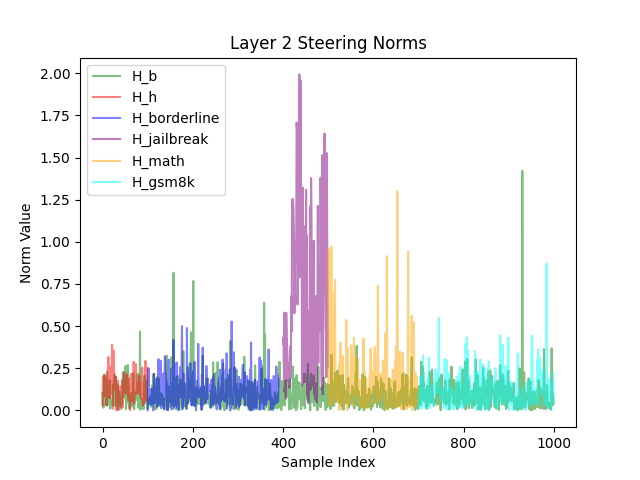 Layer 2 Steering Norms
H_b
H_h
H_borderline
H_jailbreak
H_math
H_gsm8k
Norm Value
2.00
1.75
1.50
1.25
1.00
0.75
0.50
0.25
0.00
0 200 400 600 800 1000
Sample Index